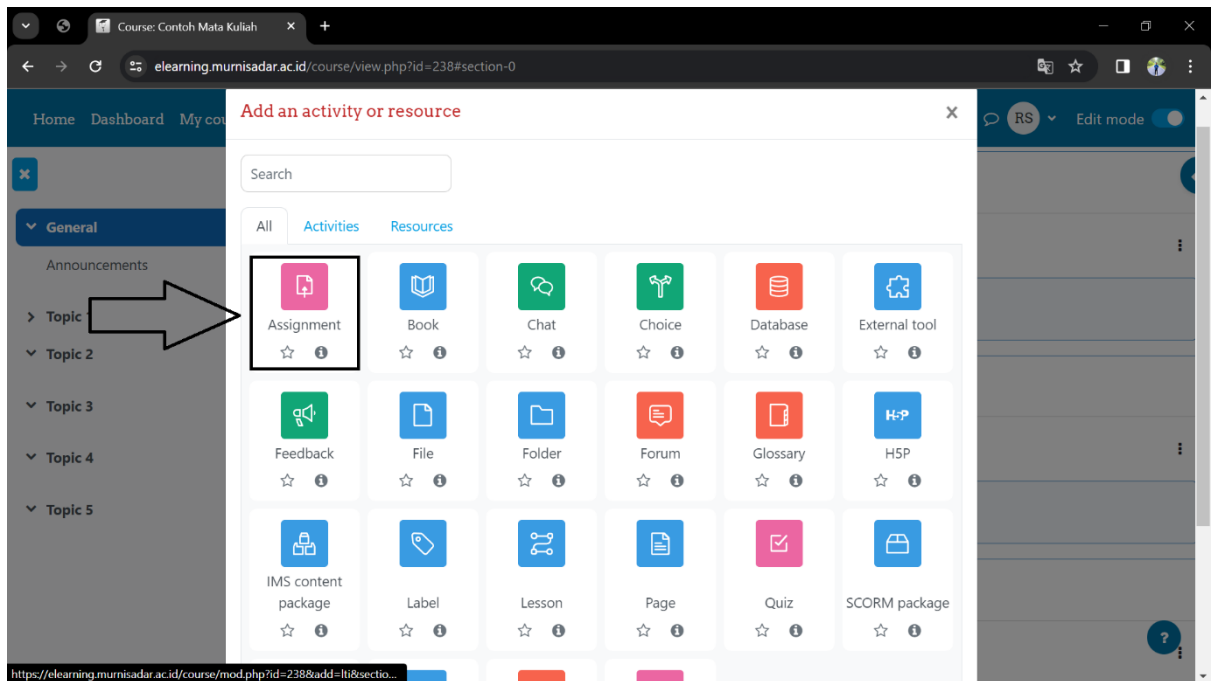 Course: Contoh Mata Kuliah
elearning.murnisadar.ac.id/course/view.php?id=238#section-0
Home Dashboard My cou
RS
Edit mode
Add an activity or resource
Search
All Activities Resources
General
Announcements
Topic
Topic 2
Topic 3
Topic 4
Topic 5
Assignment Book Chat Choice Database External tool
H5P
Feedback File Folder Forum Glossary H5P
IMS content
package Label Lesson Page Quiz SCORM package
?
https://elearning.murnisadar.ac.id/course/mod.php?id=238&add=lti&sectio...